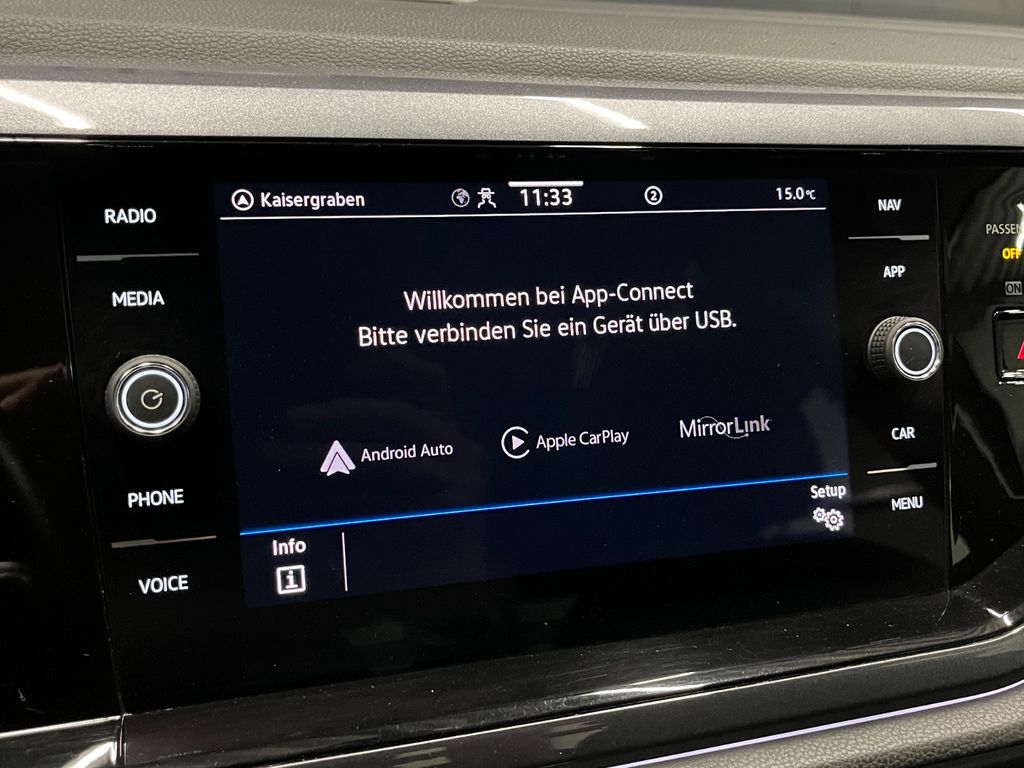 Kaisergraben
11:33
2
15.0°C
RADIO
MEDIA
PHONE
VOICE
Willkommen bei App-Connect
Bitte verbinden Sie ein Gerät über USB.
Android Auto
Apple CarPlay
MirrorLink
Info
i
Setup
NAV
APP
CAR
MENU
PASSEN
OFF
ON